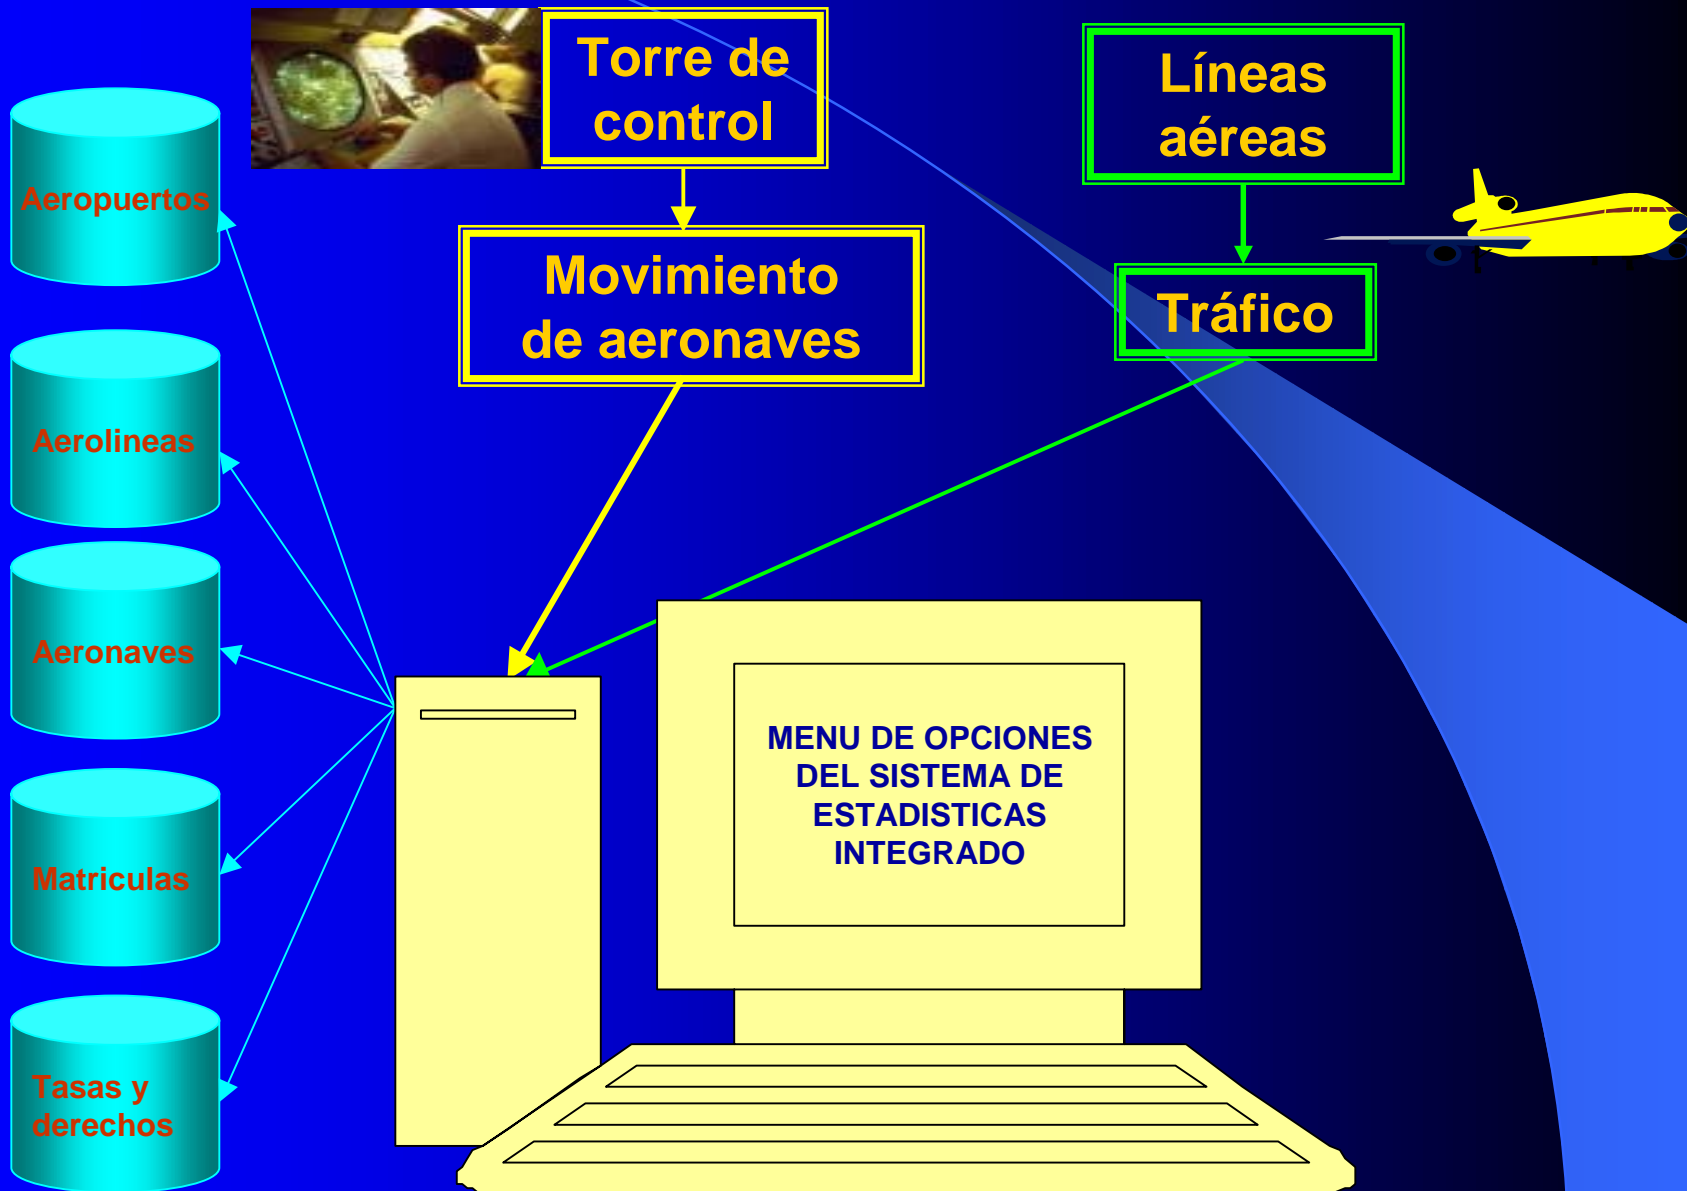 Torre de
control
Líneas
aéreas
Aeropuertos
Movimiento
de aeronaves
Tráfico
Aerolineas
Aeronaves
MENU DE OPCIONES
DEL SISTEMA DE
ESTADISTICAS
INTEGRADO
Matriculas
Tasas y
derechos